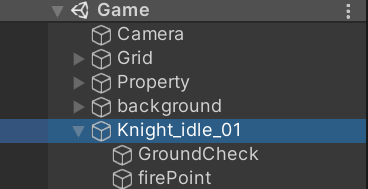 Game
Camera
Grid
Property
background
Knight_idle_01
GroundCheck
firePoint